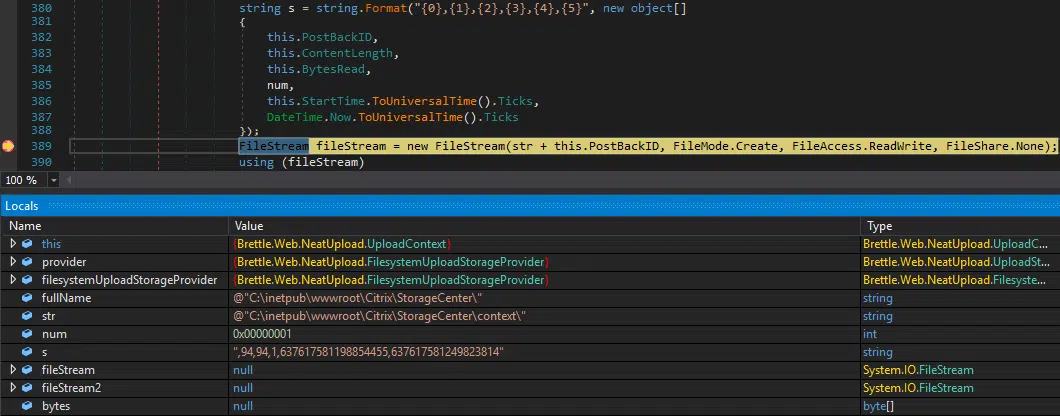 380 string s = string.Format("{0},{1},{2},{3},{4},{5}", new object[]
381 {
382 this.PostBackID,
383 this.ContentLength,
384 this.BytesRead,
385 num,
386 this.StartTime.ToUniversalTime().Ticks,
387 DateTime.Now.ToUniversalTime().Ticks
388 });
389 FileStream fileStream = new FileStream(str + this.PostBackID, FileMode.Create, FileAccess.ReadWrite, FileShare.None);
390 using (fileStream)
100 %
Locals
Name Value Type
this {Brettle.Web.NeatUpload.UploadContext} Brettle.Web.NeatUpload.UploadC...
provider {Brettle.Web.NeatUpload.FilesystemUploadStorageProvider} Brettle.Web.NeatUpload.UploadSt...
filesystemUploadStorageProvider {Brettle.Web.NeatUpload.FilesystemUploadStorageProvider} Brettle.Web.NeatUpload.Filesyste...
fullName @"C:\inetpub\wwwroot\Citrix\StorageCenter\" string
str @"C:\inetpub\wwwroot\Citrix\StorageCenter\context\" string
num 0x00000001 int
s ",94,94,1,637617581198854455,637617581249823814" string
fileStream null System.IO.FileStream
fileStream2 null System.IO.FileStream
bytes null byte[]